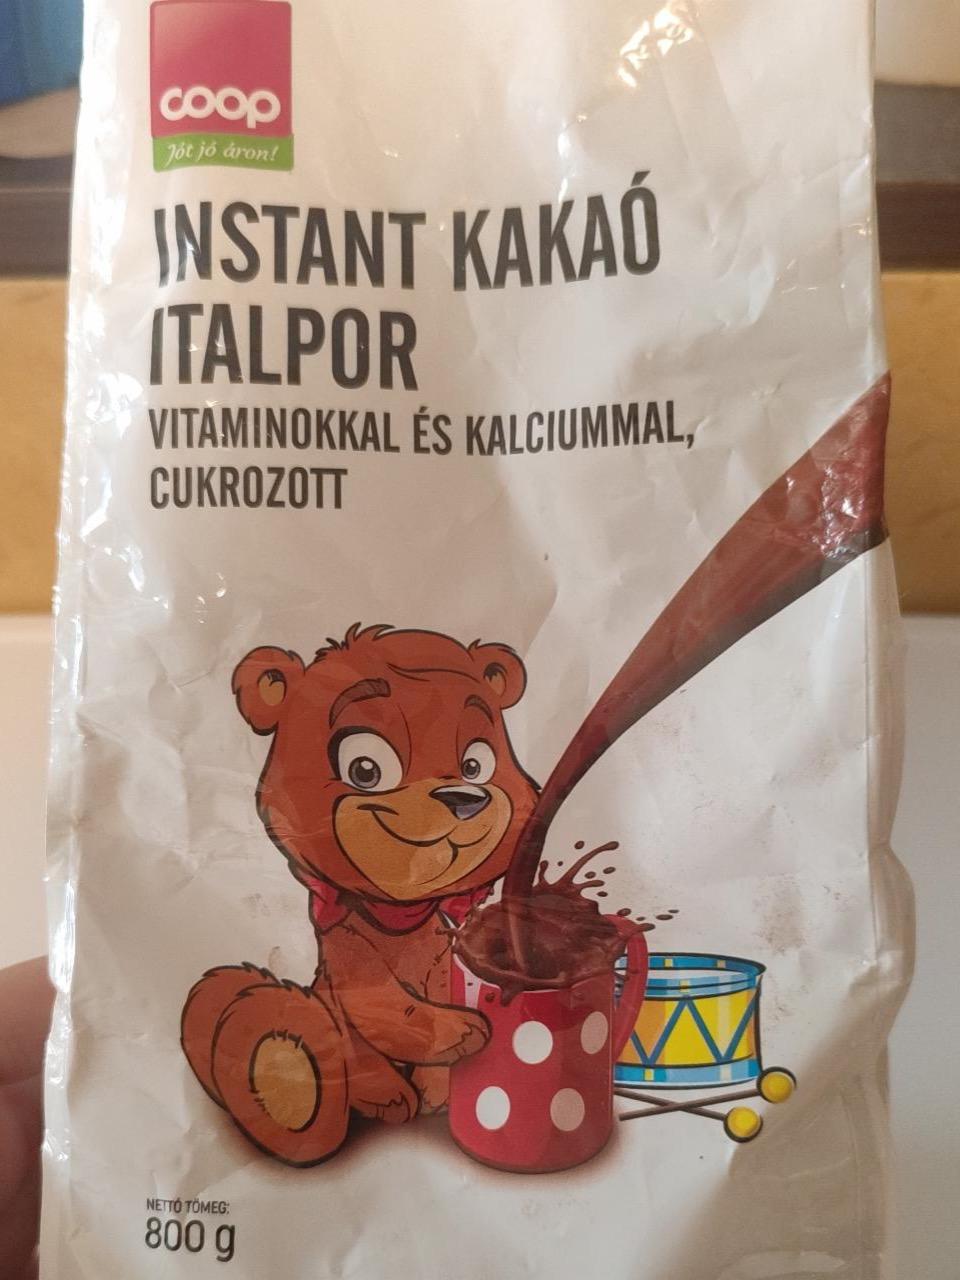 coop
Jót jó áron!
INSTANT KAKAÓ
ITALPOR
VITAMINOKKAL ÉS KALCIUMMAL,
CUKROZOTT
NETTÓ TÖMEG:
800 g